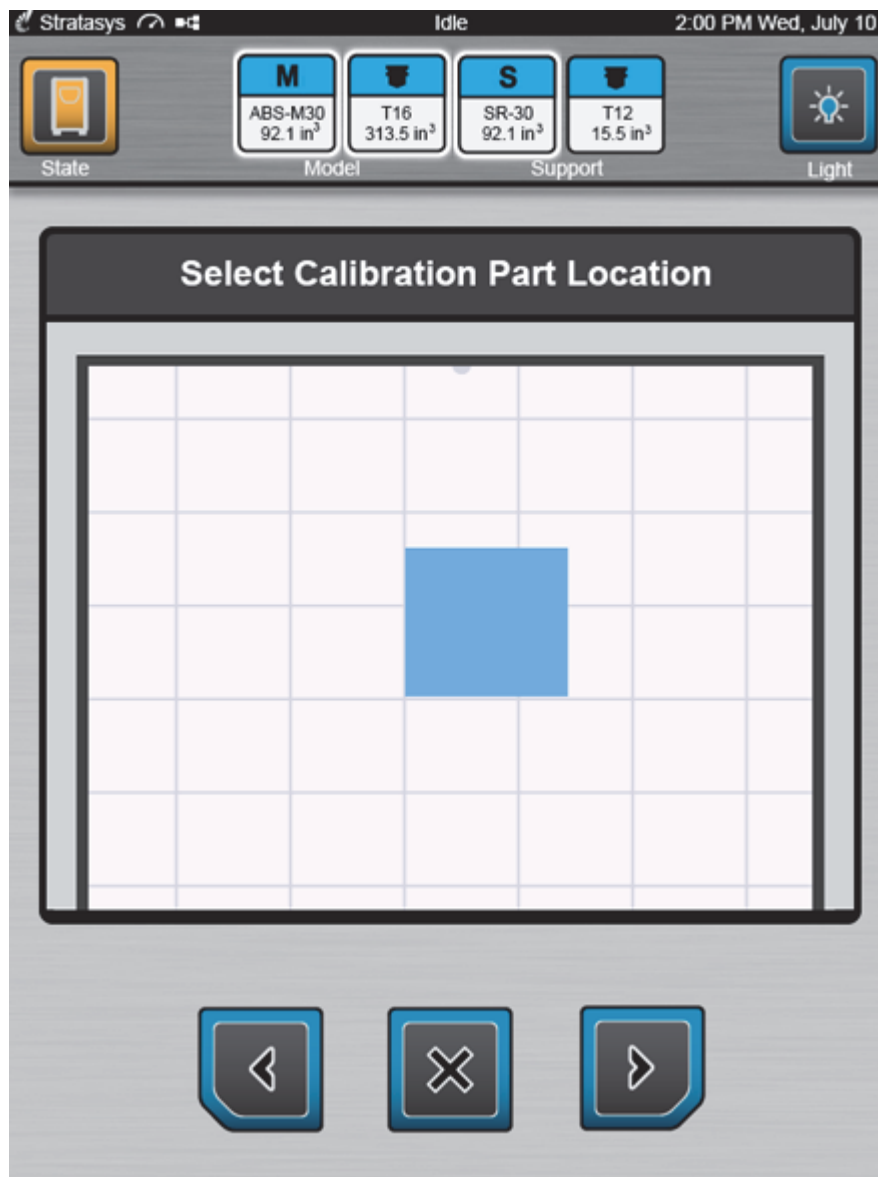 Stratasys Idle 2:00 PM Wed, July 10
M S
ABS-M30 T16 SR-30 T12
92.1 in³ 313.5 in³ 92.1 in³ 15.5 in³
State Model Support Light
Select Calibration Part Location